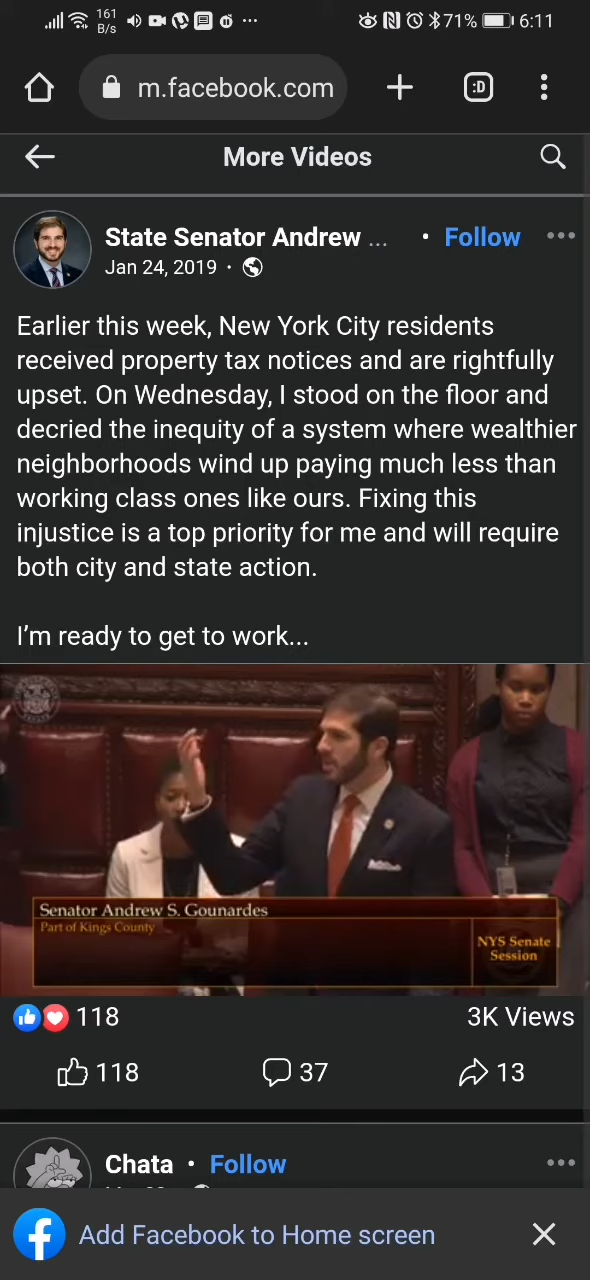 161
B/s
71%
6:11
m.facebook.com
:D
More Videos
State Senator Andrew ... · Follow
Jan 24, 2019 ·
Earlier this week, New York City residents
received property tax notices and are rightfully
upset. On Wednesday, I stood on the floor and
decried the inequity of a system where wealthier
neighborhoods wind up paying much less than
working class ones like ours. Fixing this
injustice is a top priority for me and will require
both city and state action.
I'm ready to get to work...
Senator Andrew S. Gounardes
Part of Kings County
NYS Senate
Session
118
3K Views
118
37
13
Chata · Follow
Add Facebook to Home screen